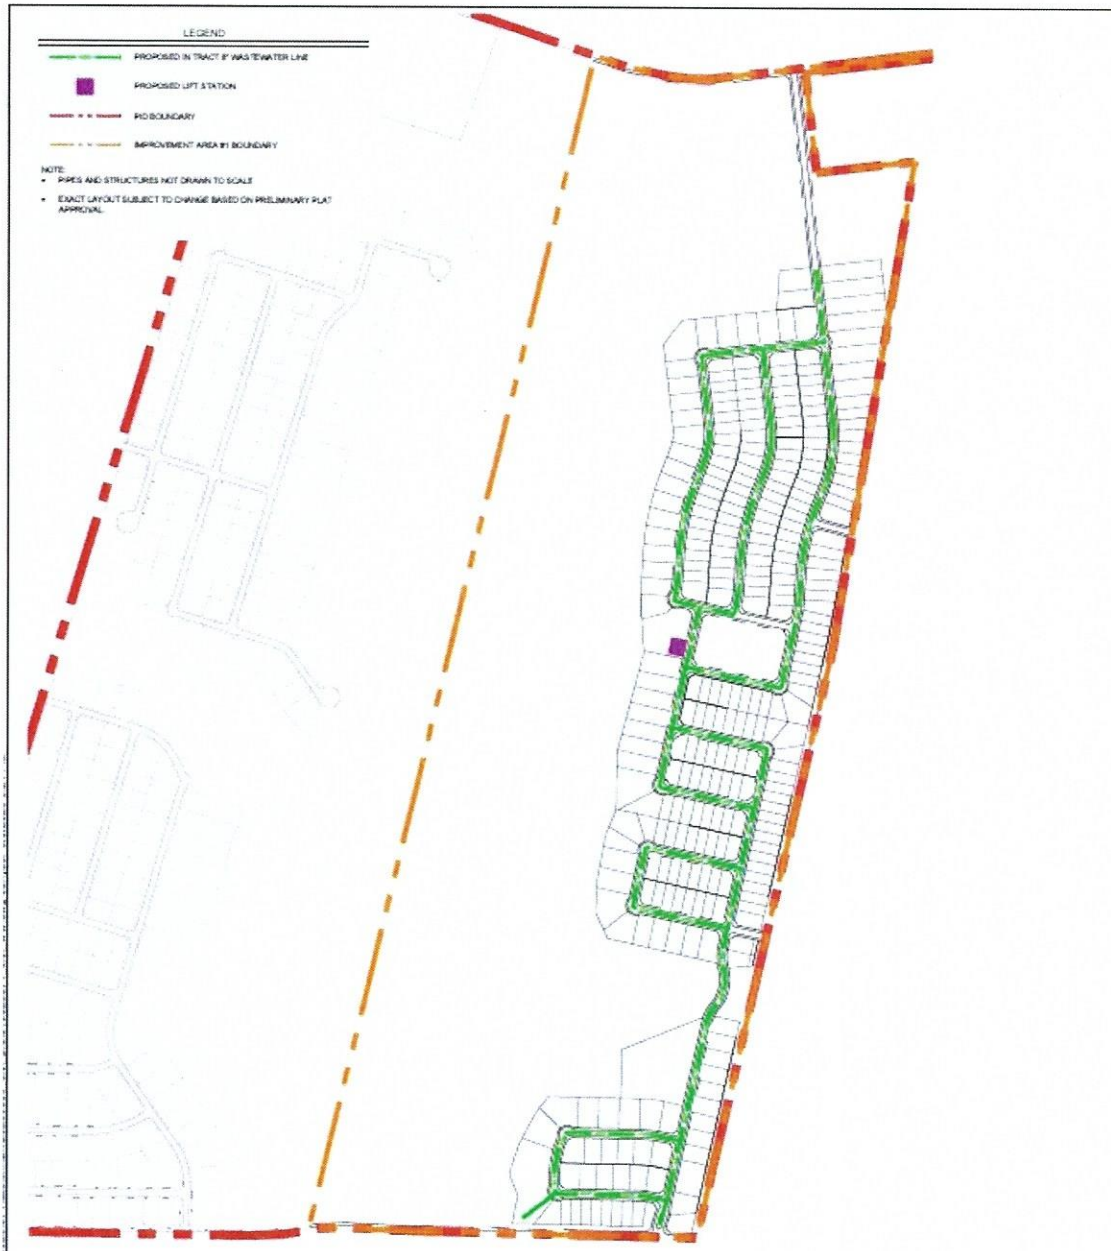 LEGEND
PROPOSED IN TRACT 8" WASTEWATER LINE
PROPOSED LIFT STATION
PID BOUNDARY
IMPROVEMENT AREA #1 BOUNDARY
NOTE:
• PIPES AND STRUCTURES NOT DRAWN TO SCALE
• EXACT LAYOUT SUBJECT TO CHANGE BASED ON PRELIMINARY PLAT
APPROVAL.